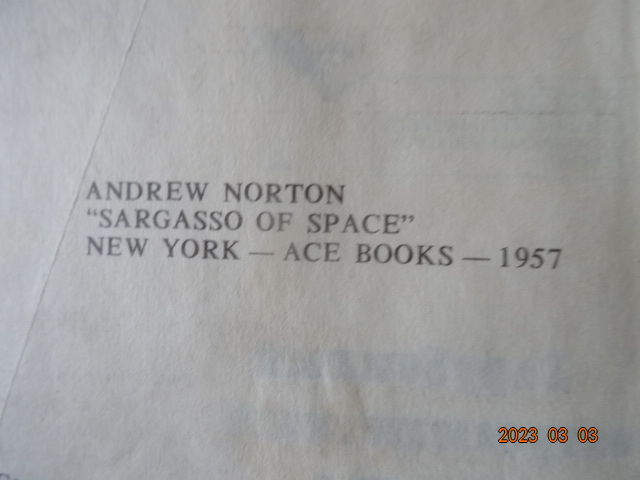 ANDREW NORTON
“SARGASSO OF SPACE”
NEW YORK — ACE BOOKS — 1957
2023 03 03